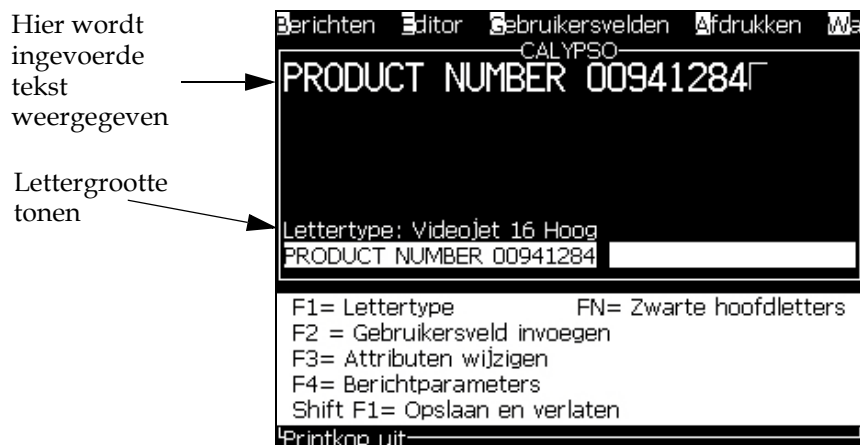 Hier wordt
ingevoerde
tekst
weergegeven
Lettergrootte
tonen
Berichten Editor Gebruikersvelden Afdrukken Wa
CALYPSO
PRODUCT NUMBER 00941284
Lettertype: Videojet 16 Hoog
PRODUCT NUMBER 00941284
F1= Lettertype FN= Zwarte hoofdletters
F2 = Gebruikersveld invoegen
F3= Attributen wijzigen
F4= Berichtparameters
Shift F1= Opslaan en verlaten
Printkop uit